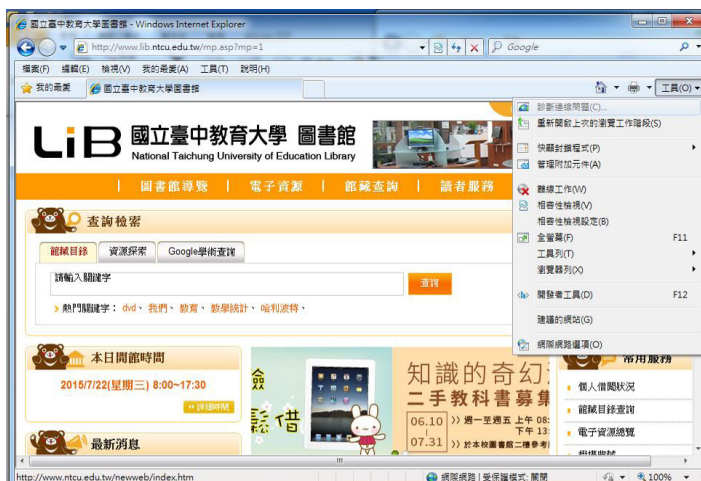 國立臺中教育大學圖書館 - Windows Internet Explorer
http://www.lib.ntcu.edu.tw/mp.asp?mp=1
Google
檔案(F) 編輯(E) 檢視(V) 我的最愛(A) 工具(T) 說明(H)
我的最愛 國立臺中教育大學圖書館
工具(O)
診斷連線問題(C)...
重新開啟上次的瀏覽工作階段(S)
快顯封鎖程式(P)
管理附加元件(A)
離線工作(W)
相容性檢視(V)
相容性檢視設定(B)
全螢幕(F) F11
工具列(T)
瀏覽器列(X)
開發者工具(D) F12
建議的網站(G)
網際網路選項(O)
LiB 國立臺中教育大學 圖書館
National Taichung University of Education Library
| 圖書館導覽 | 電子資源 | 館藏查詢 | 讀者服務
查詢檢索
館藏目錄 資源探索 Google學術查詢
請輸入關鍵字
查詢
熱門關鍵字: dvd、 我們、 教育、 教學統計、 哈利波特、
本日開館時間
2015/7/22(星期三) 8:00~17:30
詳細時間
最新消息
鬆借
知識的奇幻
二手教科書募集
06.10
07.31
》週一至週五 上午 08:
下午 13:
》於本校圖書館二樓參考
常用服務
個人借閱狀況
館藏目錄查詢
電子資源總覽
http://www.ntcu.edu.tw/newweb/index.htm
網際網路 | 受保護模式: 關閉
100%